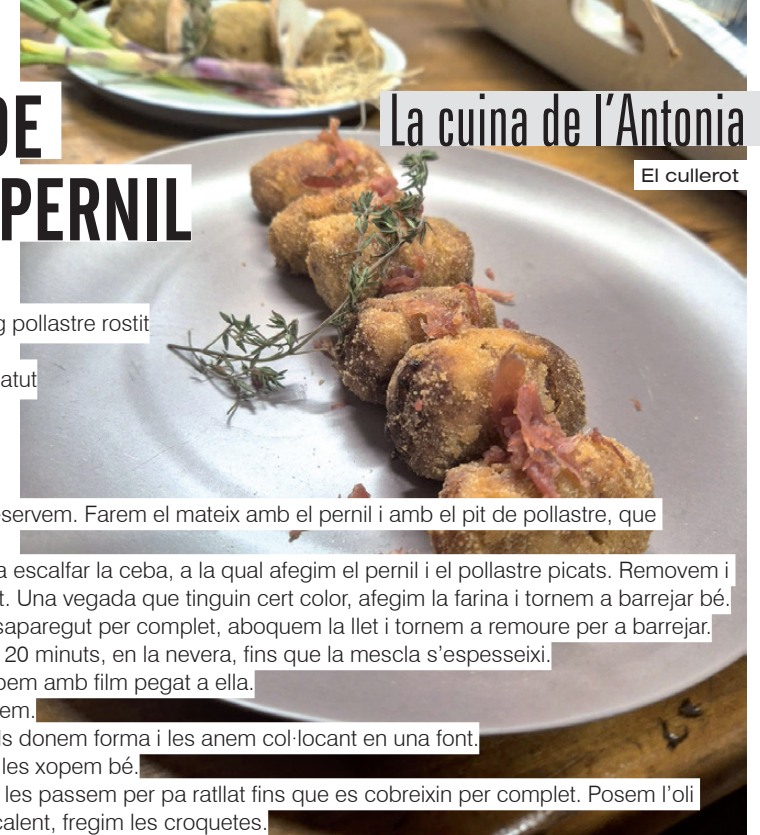 DE
La cuina de l'Antonia
El cullerot
PERNIL
g pollastre rostit
atut
servem. Farem el mateix amb el pernil i amb el pit de pollastre, que
a escalfar la ceba, a la qual afegim el pernil i el pollastre picats. Removem i
t. Una vegada que tinguin cert color, afegim la farina i tornem a barrejar bé.
saparegut per complet, aboquem la llet i tornem a remoure per a barrejar.
20 minuts, en la nevera, fins que la mescla s'espesseixi.
pem amb film pegat a ella.
em.
ls donem forma i les anem col·locant en una font.
les xopem bé.
les passem per pa ratllat fins que es cobreixin per complet. Posem l'oli
calent, fregim les croquetes.